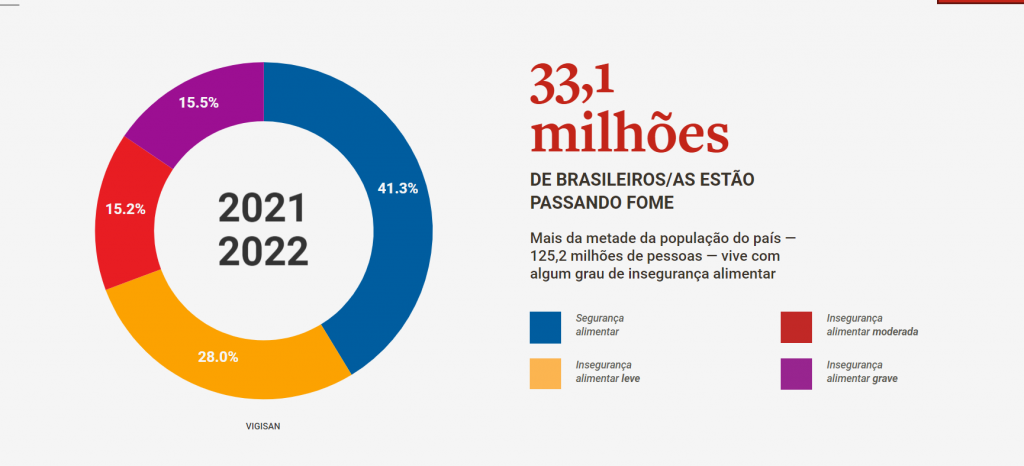 15.5%
41.3%
15.2%
28.0%
2021
2022
VIGISAN
33,1
milhões
DE BRASILEIROS/AS ESTÃO
PASSANDO FOME
Mais da metade da população do país —
125,2 milhões de pessoas — vive com
algum grau de insegurança alimentar
Segurança
alimentar
Insegurança
alimentar moderada
Insegurança
alimentar leve
Insegurança
alimentar grave